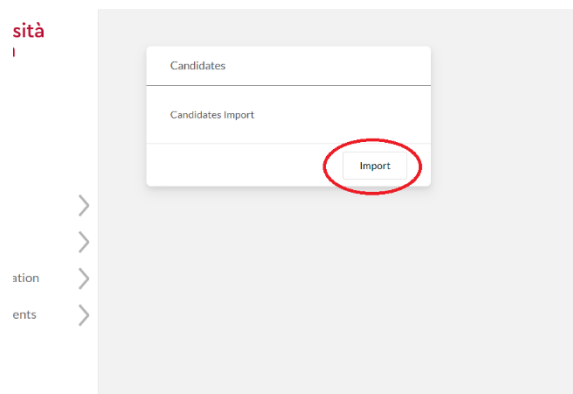 sità
Candidates
Candidates Import
Import
ation
ents